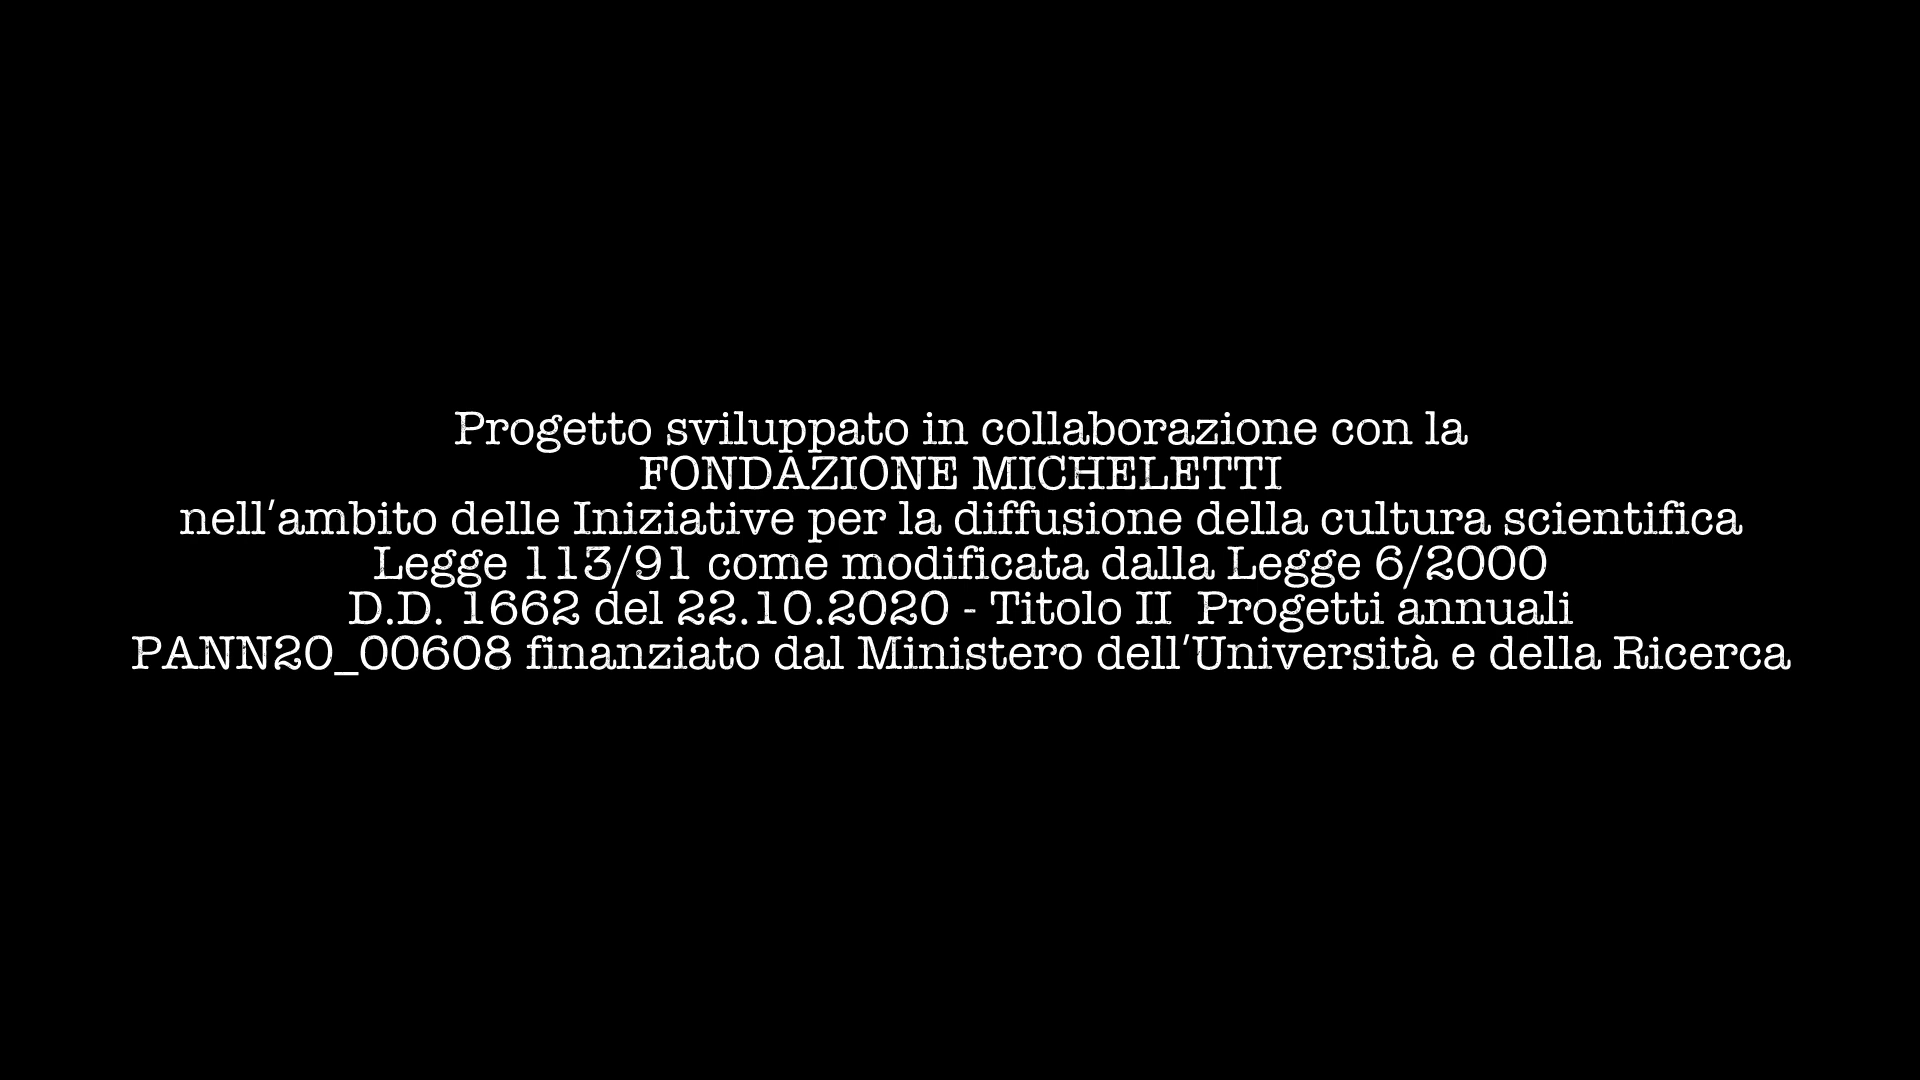 Progetto sviluppato in collaborazione con la
FONDAZIONE MICHELETTI
nell'ambito delle Iniziative per la diffusione della cultura scientifica
Legge 113/91 come modificata dalla Legge 6/2000
D.D. 1662 del 22.10.2020 - Titolo II  Progetti annuali
PANN20_00608 finanziato dal Ministero dell'Università e della Ricerca